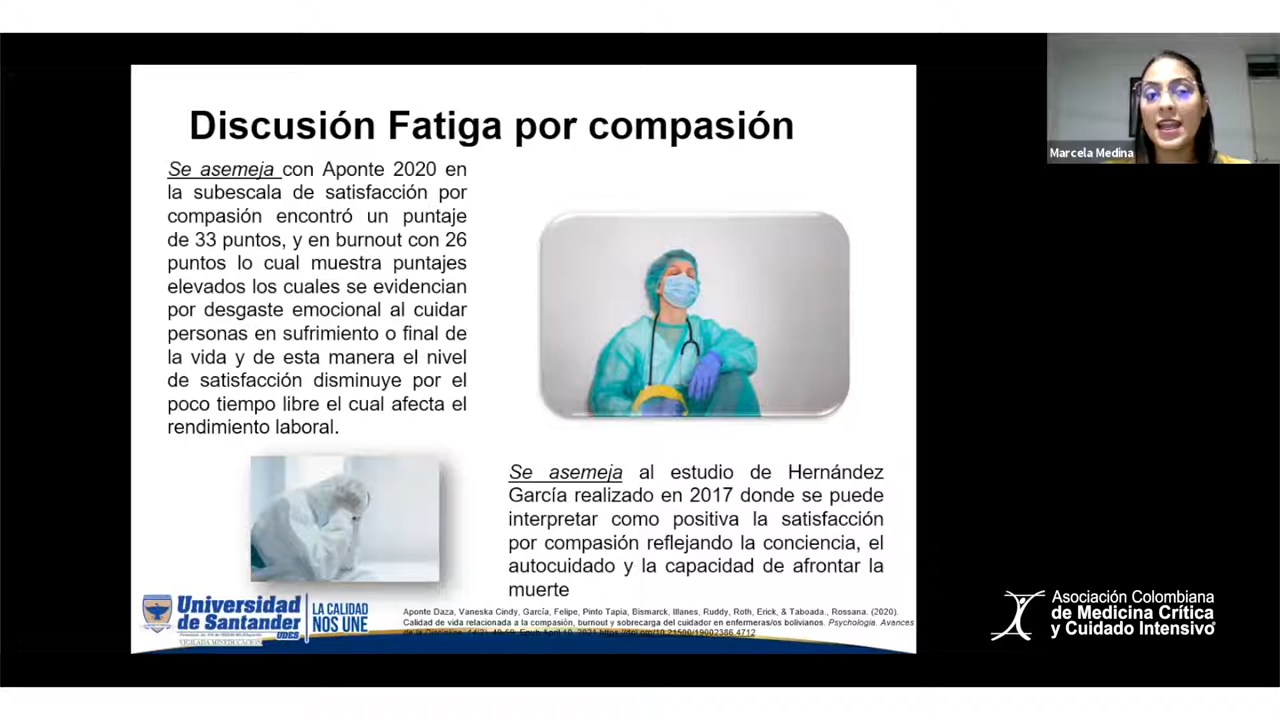 Discusión Fatiga por compasión
Se asemeja con Aponte 2020 en
la subescala de satisfacción por
compasión encontró un puntaje
de 33 puntos, y en burnout con 26
puntos lo cual muestra puntajes
elevados los cuales se evidencian
por desgaste emocional al cuidar
personas en sufrimiento o final de
la vida y de esta manera el nivel
de satisfacción disminuye por el
poco tiempo libre el cual afecta el
rendimiento laboral.
Se asemeja al estudio de Hernández
García realizado en 2017 donde se puede
interpretar como positiva la satisfacción
por compasión reflejando la conciencia, el
autocuidado y la capacidad de afrontar la
muerte
Universidad
de Santander
UDES
VIGILADA MINEDUCACIÓN
LA CALIDAD
NOS UNE
Aponte Daza, Vaneska Cindy, García, Felipe, Pinto Tapia, Bismarck, Illanes, Ruddy, Roth, Erick, & Taboada., Rossana. (2020).
Calidad de vida relacionada a la compasión, burnout y sobrecarga del cuidador en enfermeras/os bolivianos. Psychologia. Avances
Marcela Medina
Asociación Colombiana
de Medicina Crítica
y Cuidado Intensivo